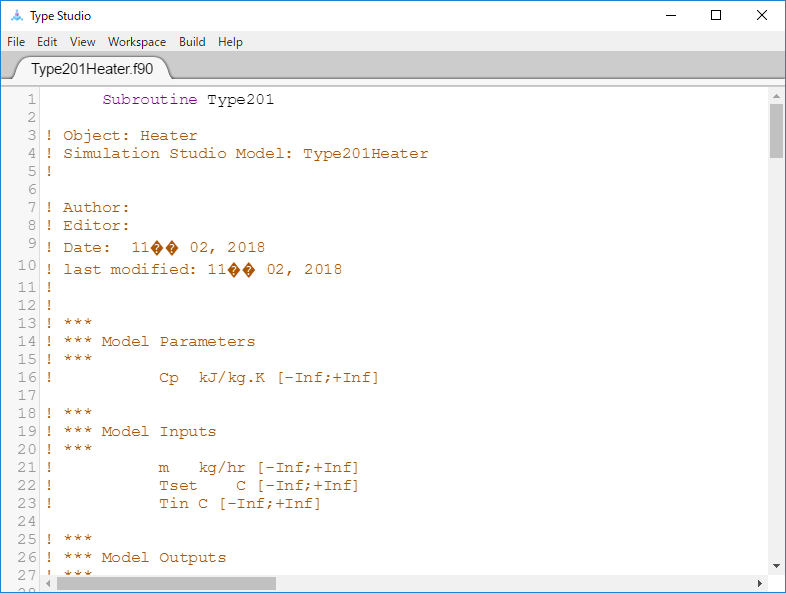 Type Studio
File Edit View Workspace Build Help
Type201Heater.f90
1 Subroutine Type201
2
3 ! Object: Heater
4 ! Simulation Studio Model: Type201Heater
5 !
6
7 ! Author:
8 ! Editor:
9 ! Date:  11�� 02, 2018
10 ! last modified: 11�� 02, 2018
11 !
12 !
13 ! ***
14 ! *** Model Parameters
15 ! ***
16 ! Cp kJ/kg.K [-Inf;+Inf]
17
18 ! ***
19 ! *** Model Inputs
20 ! ***
21 ! m kg/hr [-Inf;+Inf]
22 ! Tset C [-Inf;+Inf]
23 ! Tin C [-Inf;+Inf]
24
25 ! ***
26 ! *** Model Outputs
27 ! ***
28